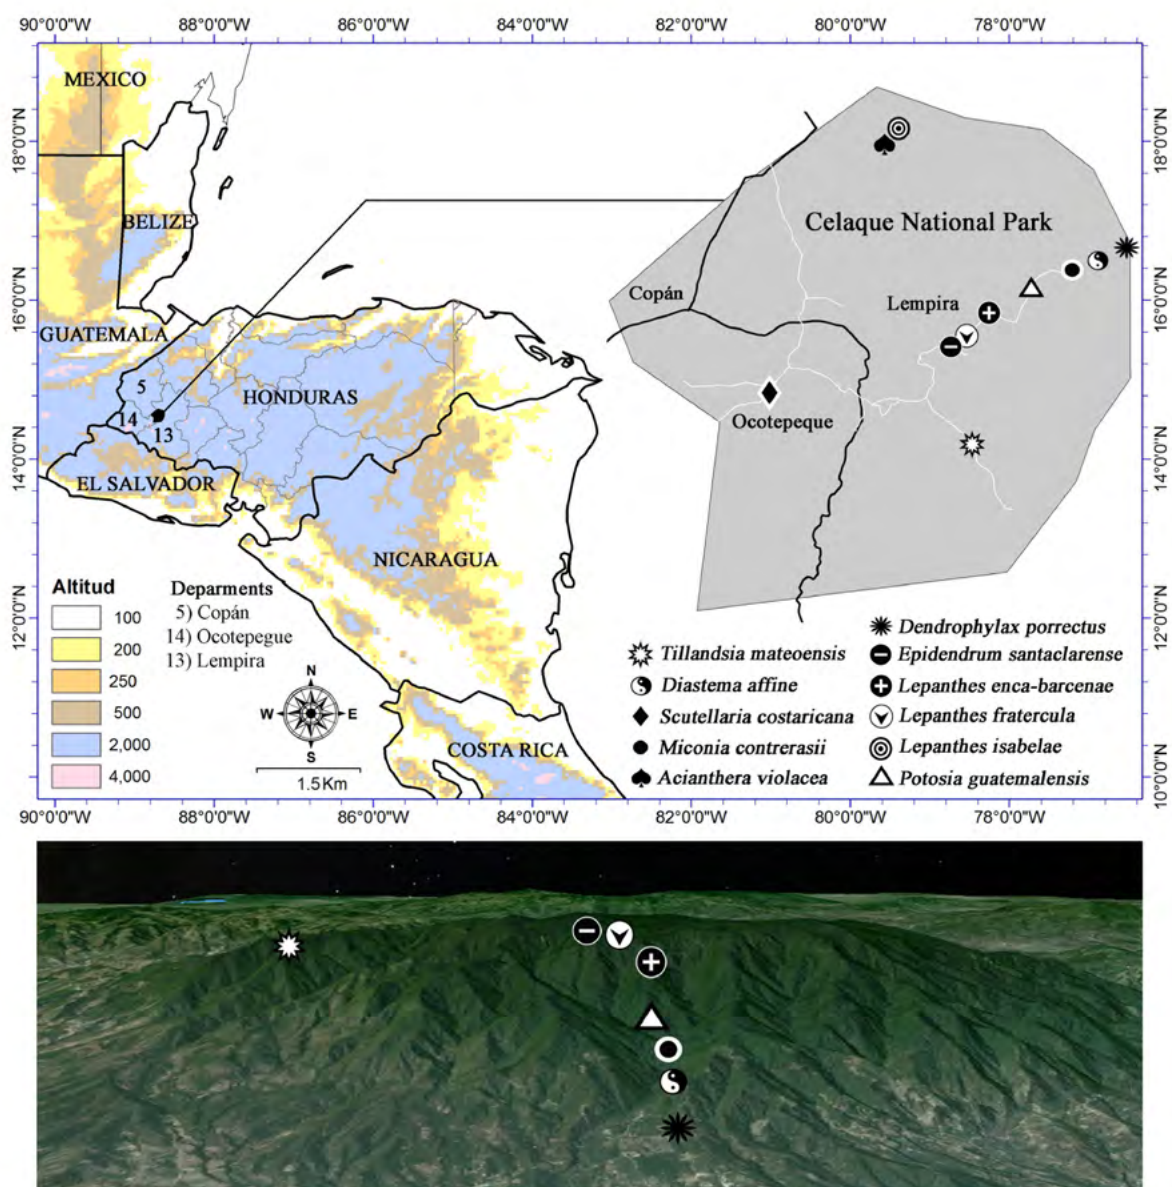 90°0'0"W 88°0'0"W 86°0'0"W 84°0'0"W 82°0'0"W 80°0'0"W 78°0'0"W
18°0'0"N
16°0'0"N
14°0'0"N
12°0'0"N
MEXICO
BELIZE
GUATEMALA
HONDURAS
5
14
13
EL SALVADOR
NICARAGUA
COSTA RICA
Celaque National Park
Copán
Lempira
Ocotepeque
18°0'0"N
16°0'0"N
14°0'0"N
12°0'0"N
10°0'0"N
Altitud
100
200
250
500
2,000
4,000
Deparments
5) Copán
14) Ocotepegue
13) Lempira
N
W E
S
1.5Km
Tillandsia mateoensis
Diastema affine
Scutellaria costaricana
Miconia contrerasii
Acianthera violacea
Dendrophylax porrectus
Epidendrum santaclarense
Lepanthes enca-barcenae
Lepanthes fratercula
Lepanthes isabelae
Potosia guatemalensis
90°0'0"W 88°0'0"W 86°0'0"W 84°0'0"W 82°0'0"W 80°0'0"W 78°0'0"W